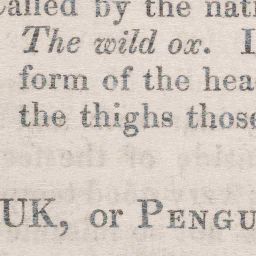 Called by the nati
The wild ox. I
form of the hea
the thighs those
UK, or PENGU